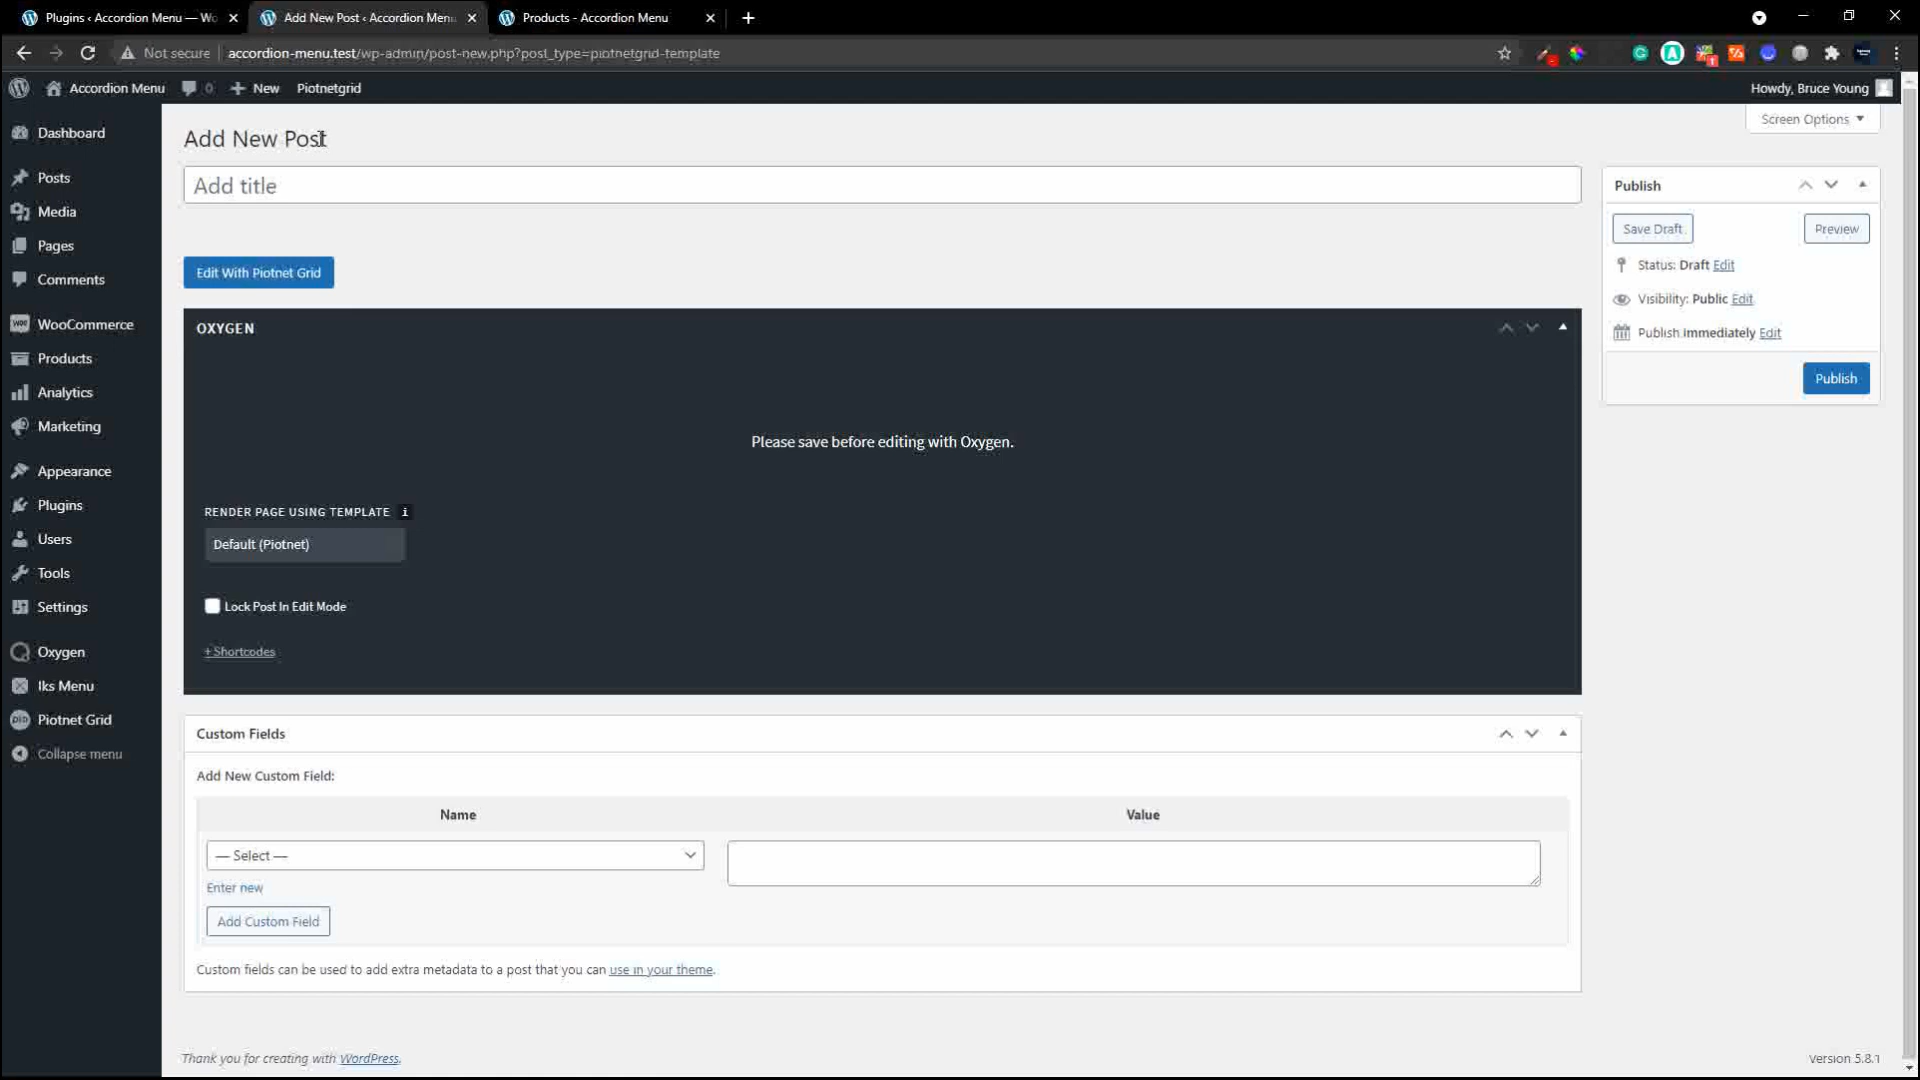 Plugins ‹ Accordion Menu — Wo
Add New Post ‹ Accordion Menu
Products - Accordion Menu
Not secure
accordion-menu.test/wp-admin/post-new.php?post_type=piotnetgrid-template
Accordion Menu
0
New
Piotnetgrid
Howdy, Bruce Young
Dashboard
Posts
Media
Pages
Comments
WooCommerce
Products
Analytics
Marketing
Appearance
Plugins
Users
Tools
Settings
Oxygen
Iks Menu
Piotnet Grid
Collapse menu
Screen Options
Add New Post
Add title
Edit With Piotnet Grid
OXYGEN
Please save before editing with Oxygen.
RENDER PAGE USING TEMPLATE i
Default (Piotnet)
Lock Post In Edit Mode
+ Shortcodes
Custom Fields
Add New Custom Field:
Name
Value
— Select —
Enter new
Add Custom Field
Custom fields can be used to add extra metadata to a post that you can use in your theme.
Publish
Save Draft
Preview
Status: Draft Edit
Visibility: Public Edit
Publish immediately Edit
Publish
Thank you for creating with WordPress.
Version 5.8.1